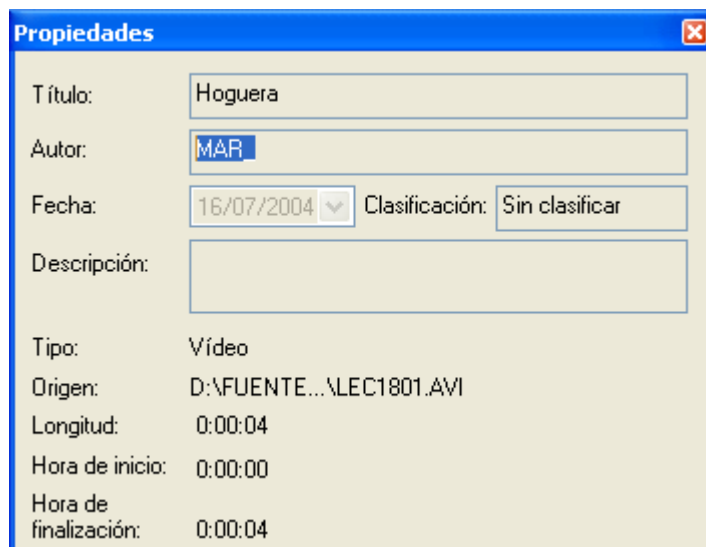 Propiedades
Título: Hoguera
Autor: MAR_
Fecha: 16/07/2004 Clasificación: Sin clasificar
Descripción:
Tipo: Vídeo
Origen: D:\FUENTE...\LEC1801.AVI
Longitud: 0:00:04
Hora de inicio: 0:00:00
Hora de
finalización: 0:00:04